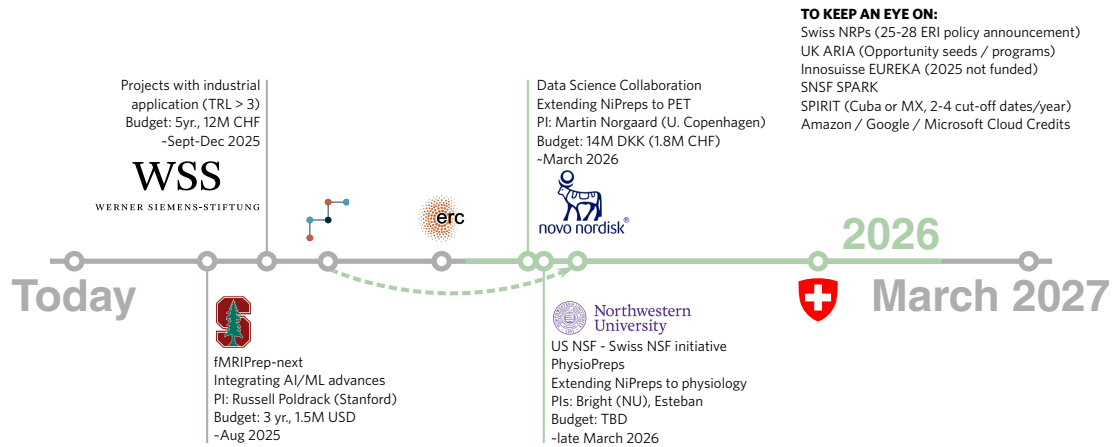 TO KEEP AN EYE ON:
Swiss NRPs (25-28 ERI policy announcement)
UK ARIA (Opportunity seeds / programs)
Innosuisse EUREKA (2025 not funded)
SNSF SPARK
SPIRIT (Cuba or MX, 2-4 cut-off dates/year)
Amazon / Google / Microsoft Cloud Credits
Projects with industrial
application (TRL > 3)
Budget: 5yr., 12M CHF
~Sept-Dec 2025
WSS
WERNER SIEMENS-STIFTUNG
Data Science Collaboration
Extending NiPreps to PET
PI: Martin Norgaard (U. Copenhagen)
Budget: 14M DKK (1.8M CHF)
~March 2026
erc
novo nordisk®
2026
Today
March 2027
S
fMRIPrep-next
Integrating AI/ML advances
PI: Russell Poldrack (Stanford)
Budget: 3 yr., 1.5M USD
~Aug 2025
Northwestern
University
US NSF - Swiss NSF initiative
PhysioPreps
Extending NiPreps to physiology
PIs: Bright (NU), Esteban
Budget: TBD
~late March 2026